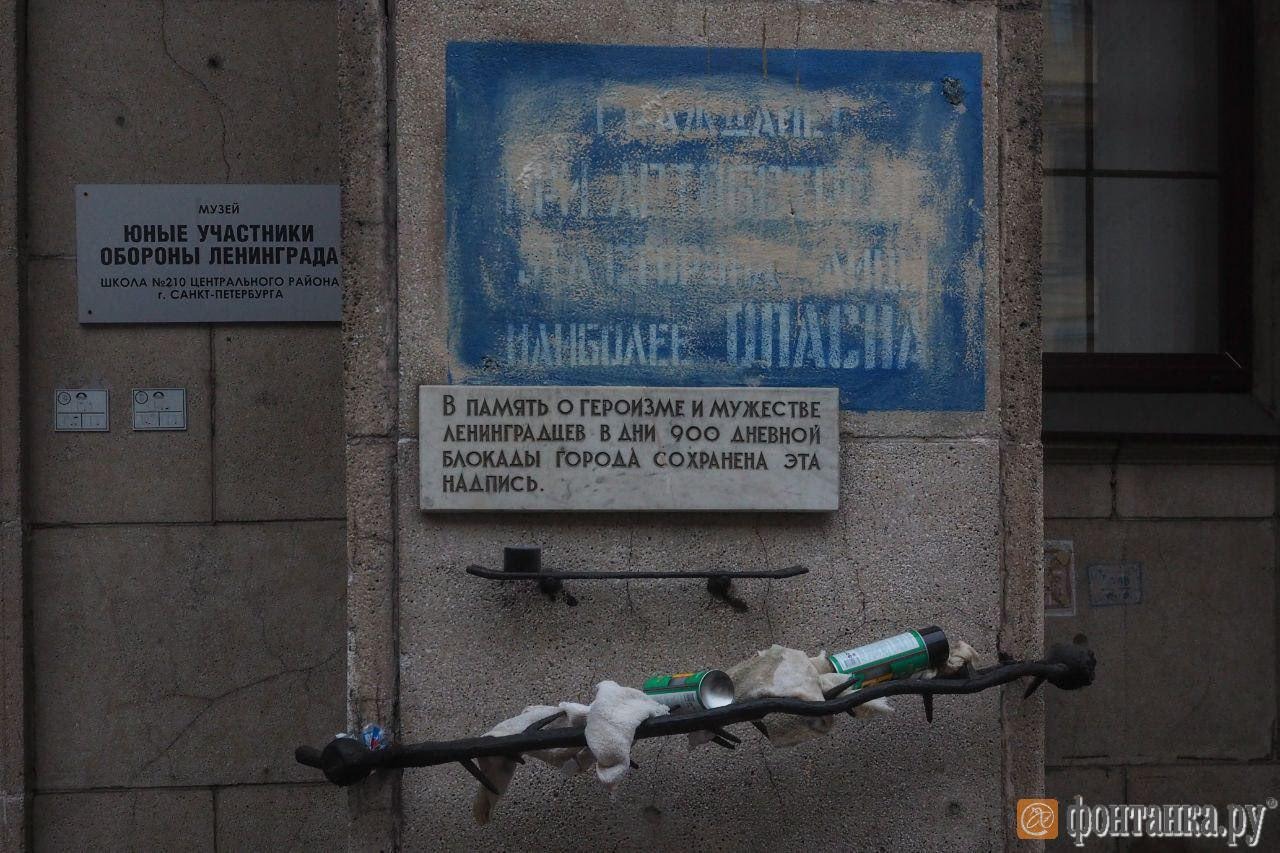 МУЗЕЙ
ЮНЫЕ УЧАСТНИКИ
ОБОРОНЫ ЛЕНИНГРАДА
ШКОЛА №210 ЦЕНТРАЛЬНОГО РАЙОНА
г. САНКТ-ПЕТЕРБУРГА
ГРАЖДАНЕ!
НАИБОЛЕЕ ОПАСНА
В ПАМЯТЬ О ГЕРОИЗМЕ И МУЖЕСТВЕ
ЛЕНИНГРАДЦЕВ В ДНИ 900 ДНЕВНОЙ
БЛОКАДЫ ГОРОДА СОХРАНЕНА ЭТА
НАДПИСЬ.
фонтанка.ру